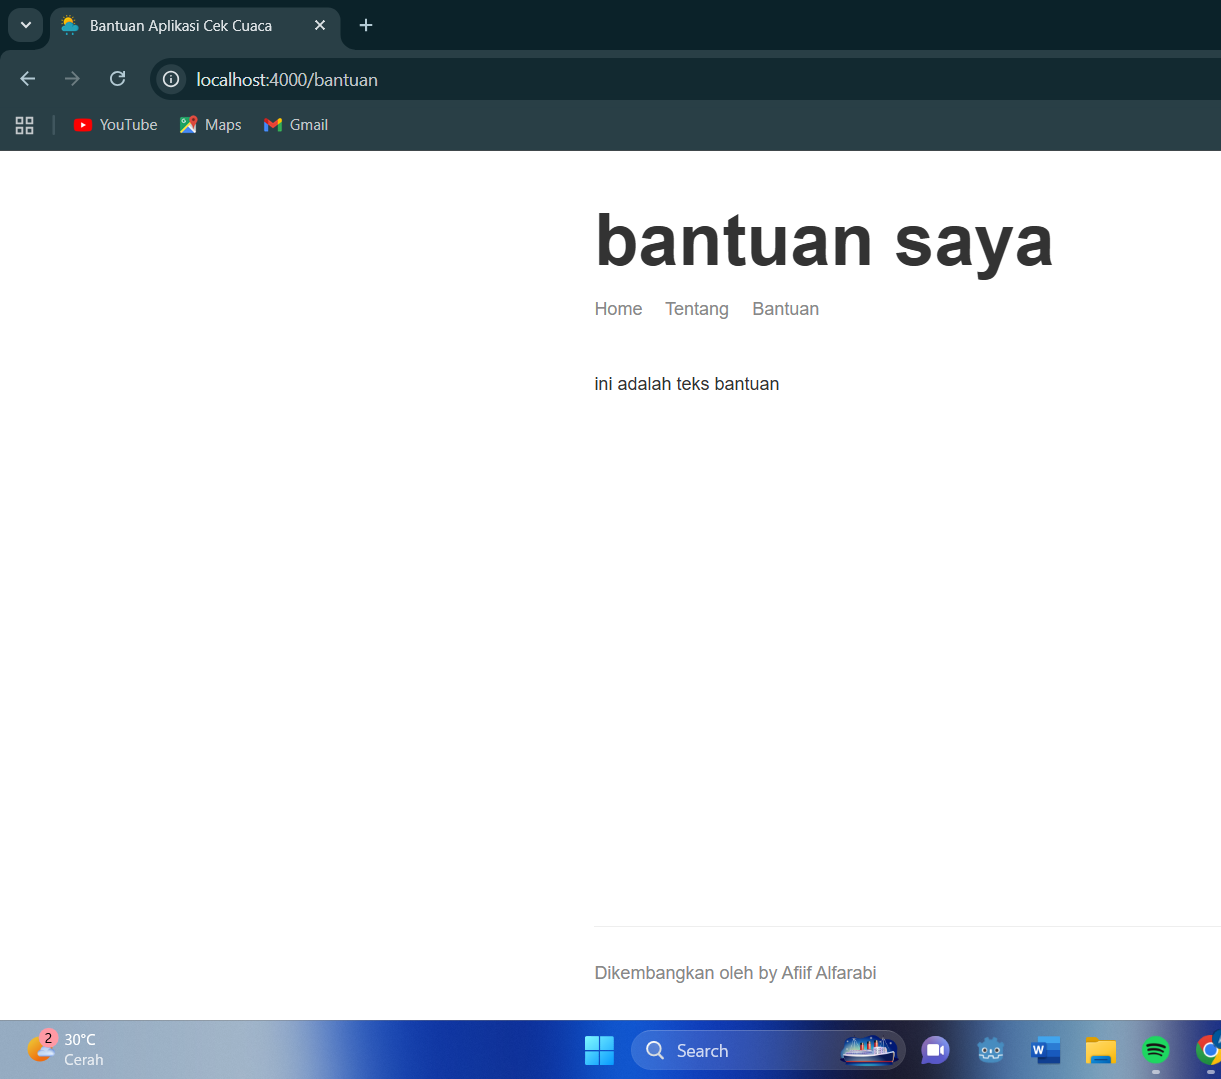 Bantuan Aplikasi Cek Cuaca
localhost:4000/bantuan
YouTube Maps Gmail
bantuan saya
Home Tentang Bantuan
ini adalah teks bantuan
Dikembangkan oleh by Afiif Alfarabi
2 30°C
Cerah
Search
W